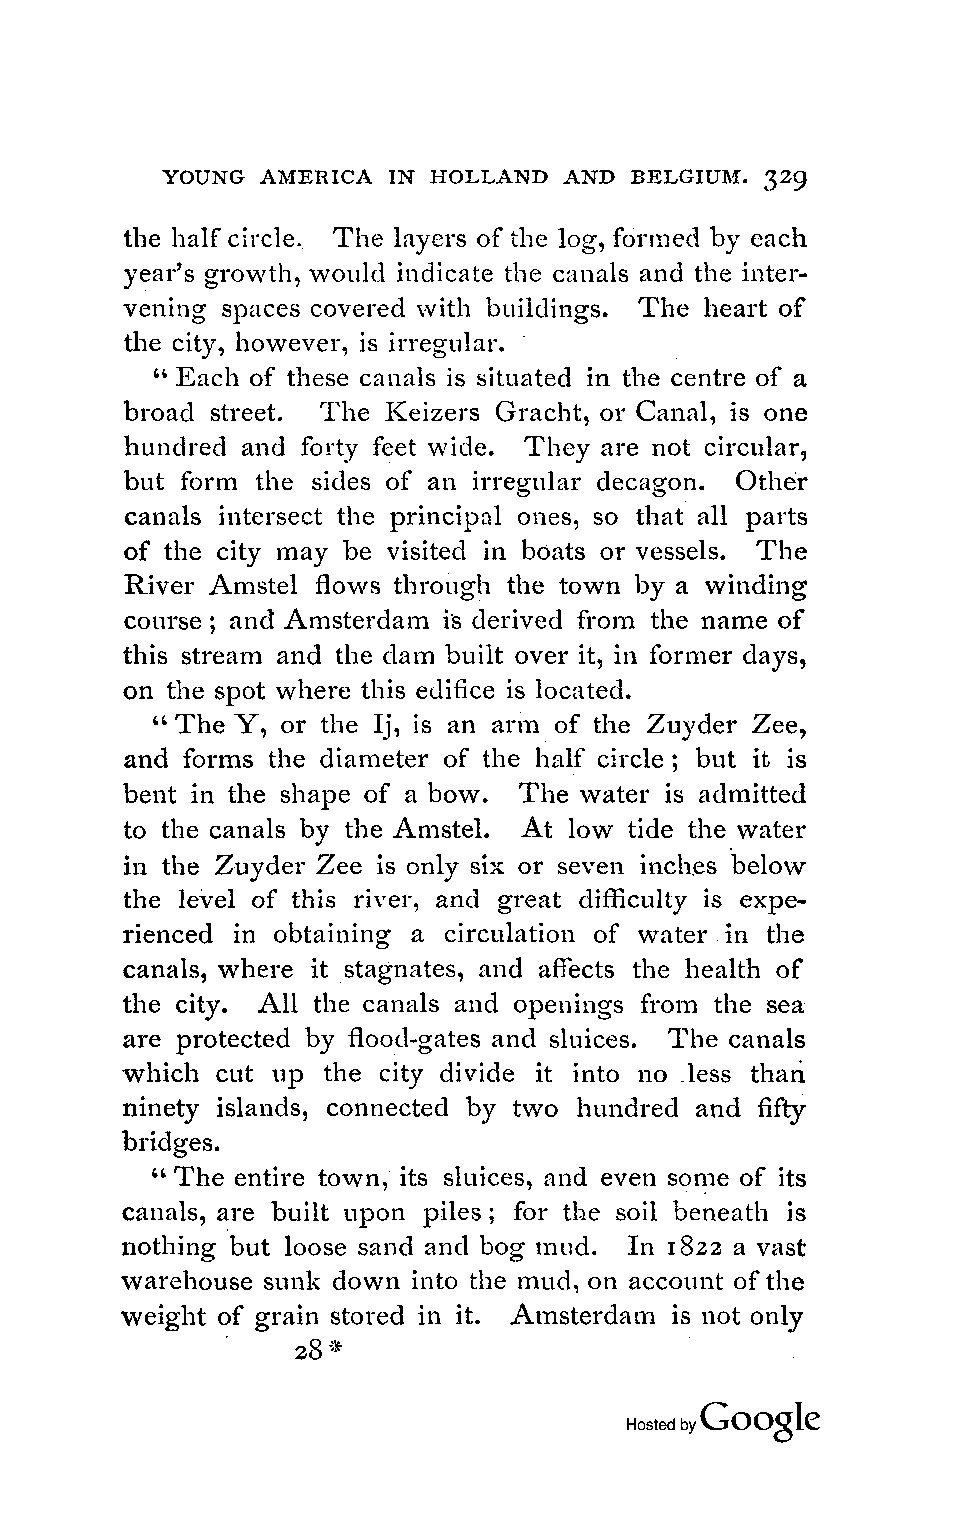 YOUNG AMERICA IN HOLLAND AND BELGIUM. 329
the half circle. The layers of the log, formed by each
year's growth, would indicate the canals and the inter-
vening spaces covered with buildings. The heart of
the city, however, is irregular.
“ Each of these canals is situated in the centre of a
broad street. The Keizers Gracht, or Canal, is one
hundred and forty feet wide. They are not circular,
but form the sides of an irregular decagon. Other
canals intersect the principal ones, so that all parts
of the city may be visited in boats or vessels. The
River Amstel flows through the town by a winding
course ; and Amsterdam is derived from the name of
this stream and the dam built over it, in former days,
on the spot where this edifice is located.
“ The Y, or the Ij, is an arm of the Zuyder Zee,
and forms the diameter of the half circle ; but it is
bent in the shape of a bow. The water is admitted
to the canals by the Amstel. At low tide the water
in the Zuyder Zee is only six or seven inches below
the level of this river, and great difficulty is expe-
rienced in obtaining a circulation of water in the
canals, where it stagnates, and affects the health of
the city. All the canals and openings from the sea
are protected by flood-gates and sluices. The canals
which cut up the city divide it into no less than
ninety islands, connected by two hundred and fifty
bridges.
“ The entire town, its sluices, and even some of its
canals, are built upon piles ; for the soil beneath is
nothing but loose sand and bog mud. In 1822 a vast
warehouse sunk down into the mud, on account of the
weight of grain stored in it. Amsterdam is not only
28 *
Hosted by Google